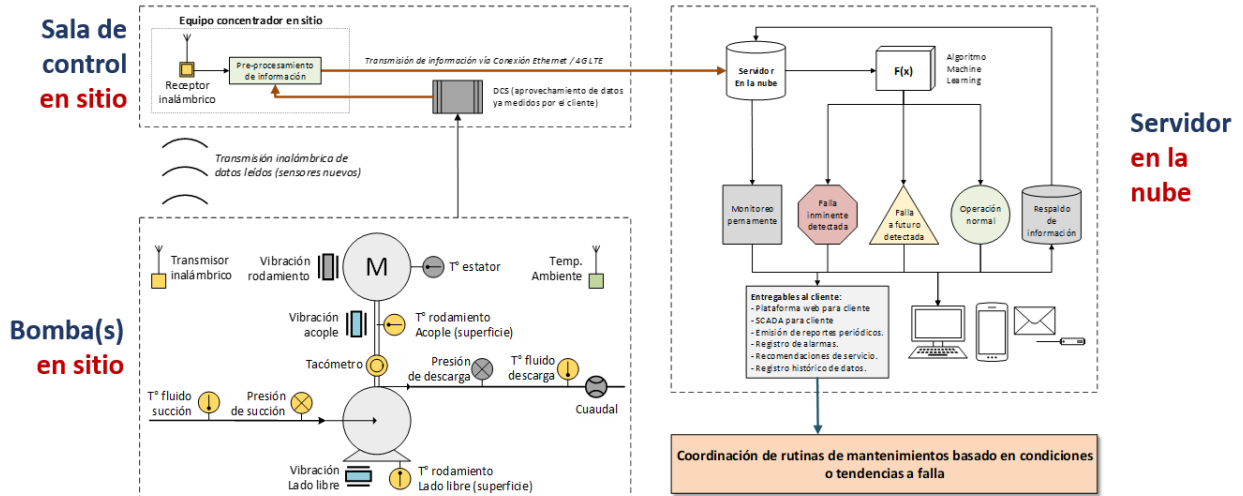 Sala de
control
en sitio
Equipo concentrador en sitio
Receptor
inalámbrico
Pre-procesamiento
de información
Transmisión de información vía Conexión Ethernet / 4G LTE
DCS (aprovechamiento de datos
ya medidos por el cliente)
Transmisión inalámbrica de
datos leídos (sensores nuevos)
Bomba(s)
en sitio
Transmisor
inalámbrico
Vibración
rodamiento
M
T° estator
Temp.
Ambiente
Vibración
acople
T° rodamiento
Acople (superficie)
Tacómetro
Presión
de descarga
T° fluido
descarga
Cuaudal
T° fluido
succión
Presión
de succión
Vibración
Lado libre
T° rodamiento
Lado libre (superficie)
Servidor
En la nube
F(x)
Algoritmo
Machine
Learning
Monitoreo
pernamente
Falla
inminente
detectada
Falla
a futuro
detectada
Operación
normal
Respaldo
de
información
Entregables al cliente:
- Plataforma web para cliente
- SCADA para cliente
- Emisión de reportes periódicos.
- Registro de alarmas.
- Recomendaciones de servicio.
- Registro histórico de datos.
Servidor
en la
nube
Coordinación de rutinas de mantenimientos basado en condiciones
o tendencias a falla